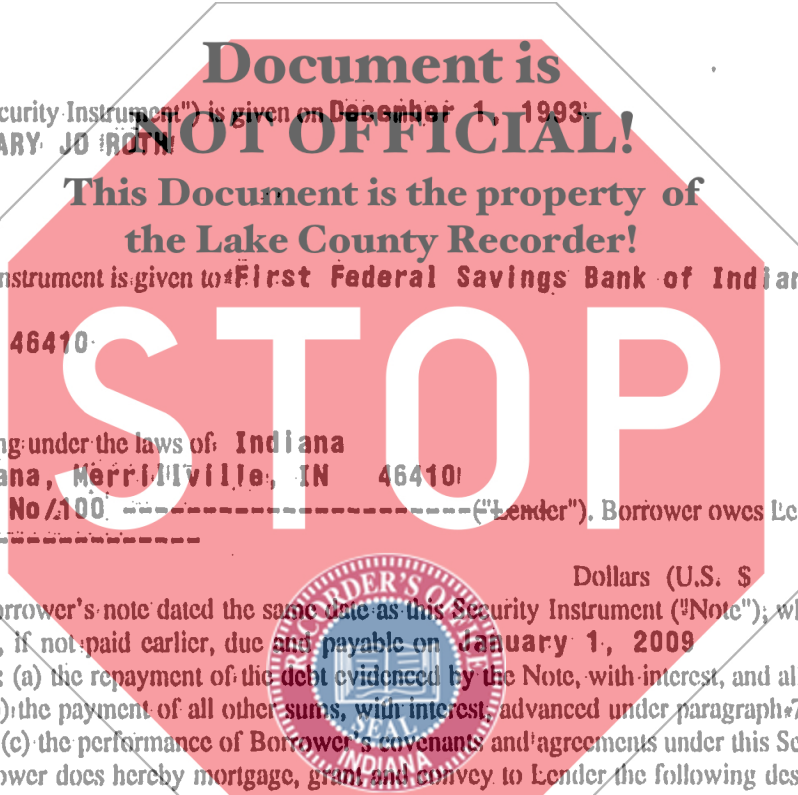 Document is
curity Instrument") is given on December 1, 1993
NOT OFFICIAL!
ARY JO ROTH
This Document is the property of
the Lake County Recorder!
nstrument is given to First Federal Savings Bank of Indian
46410
STOP
ng under the laws of Indiana
ana, Merrillville, IN 46410
No/100 ---------------------------- ("Lender"). Borrower owes Le
---------------
Dollars (U.S. $
orrower's note dated the same date as this Security Instrument ("Note"), wh
, if not paid earlier, due and payable on January 1, 2009
: (a) the repayment of the debt evidenced by the Note, with interest, and al
) the payment of all other sums, with interest, advanced under paragraph 7
(c) the performance of Borrower's covenants and agreements under this Se
ower does hereby mortgage, grant and convey to Lender the following des
RECORDER'S OFFICE
SEAL
INDIANA